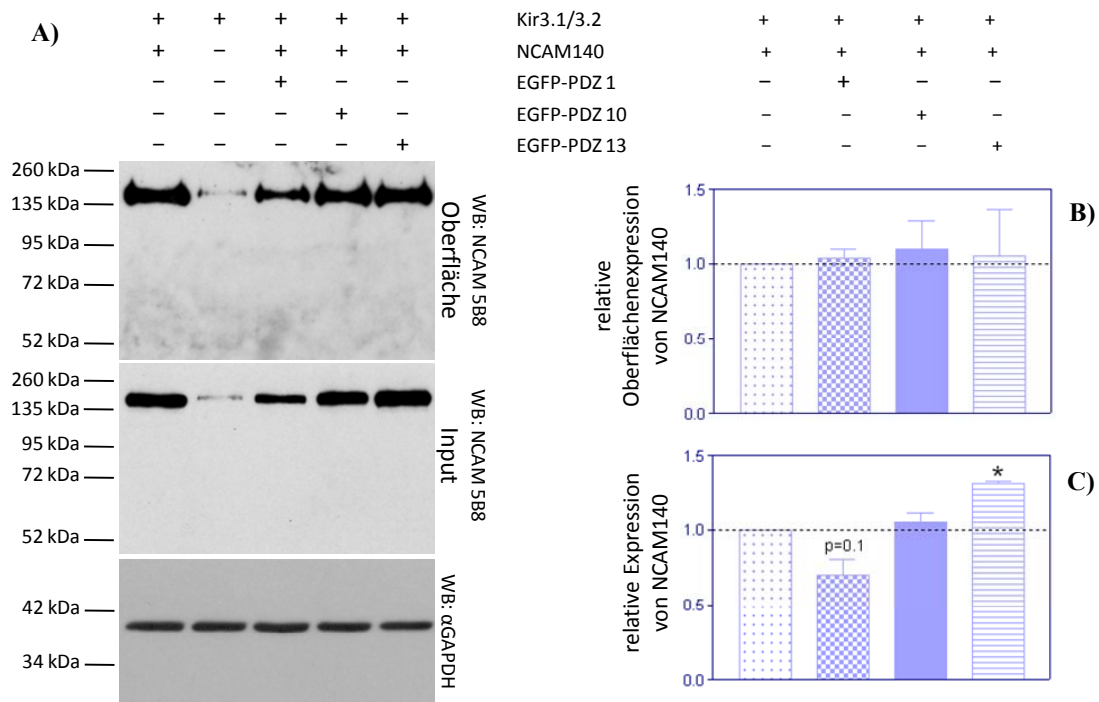 A)
+ + + + + Kir3.1/3.2 + + + +
+ – + + + NCAM140 + + + +
– – + – – EGFP-PDZ 1 – + – –
– – – + – EGFP-PDZ 10 – – + –
– – – – + EGFP-PDZ 13 – – – +
260 kDa
135 kDa
95 kDa
72 kDa
52 kDa
WB: NCAM 5B8
Oberfläche
260 kDa
135 kDa
95 kDa
72 kDa
52 kDa
WB: NCAM 5B8
Input
42 kDa
34 kDa
WB: αGAPDH
B)
relative
Oberflächenexpression
von NCAM140
1.5
1.0
0.5
0.0
C)
relative Expression
von NCAM140
1.5
1.0
0.5
0.0
p=0.1
*